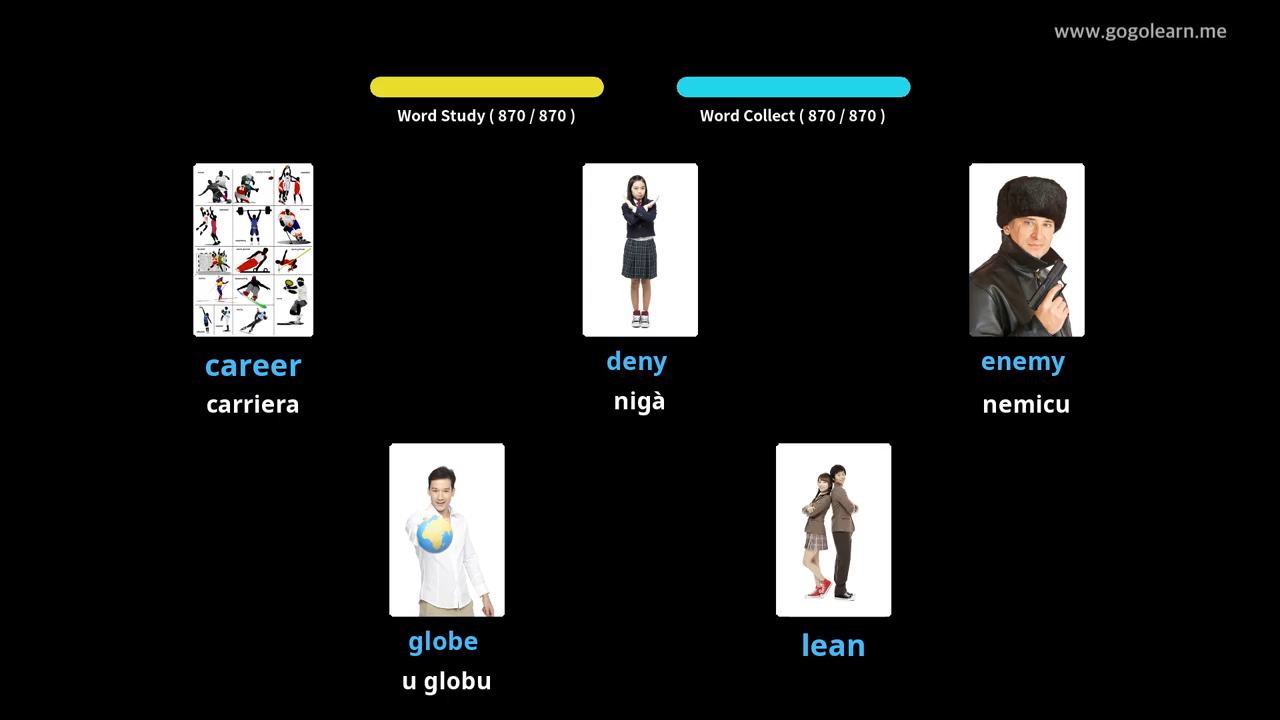 www.gogolearn.me
Word Study ( 870 / 870 )
Word Collect ( 870 / 870 )
career
carriera
deny
nigà
enemy
nemicu
globe
u globu
lean